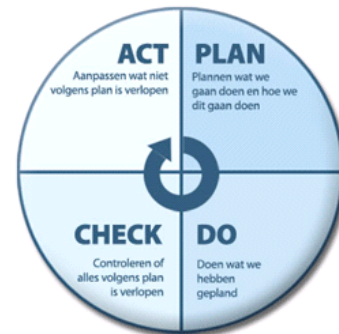 ACT
Aanpassen wat niet
volgens plan is verlopen
PLAN
Plannen wat we
gaan doen en hoe we
dit gaan doen
CHECK
Controleren of
alles volgens plan
is verlopen
DO
Doen wat we
hebben
gepland